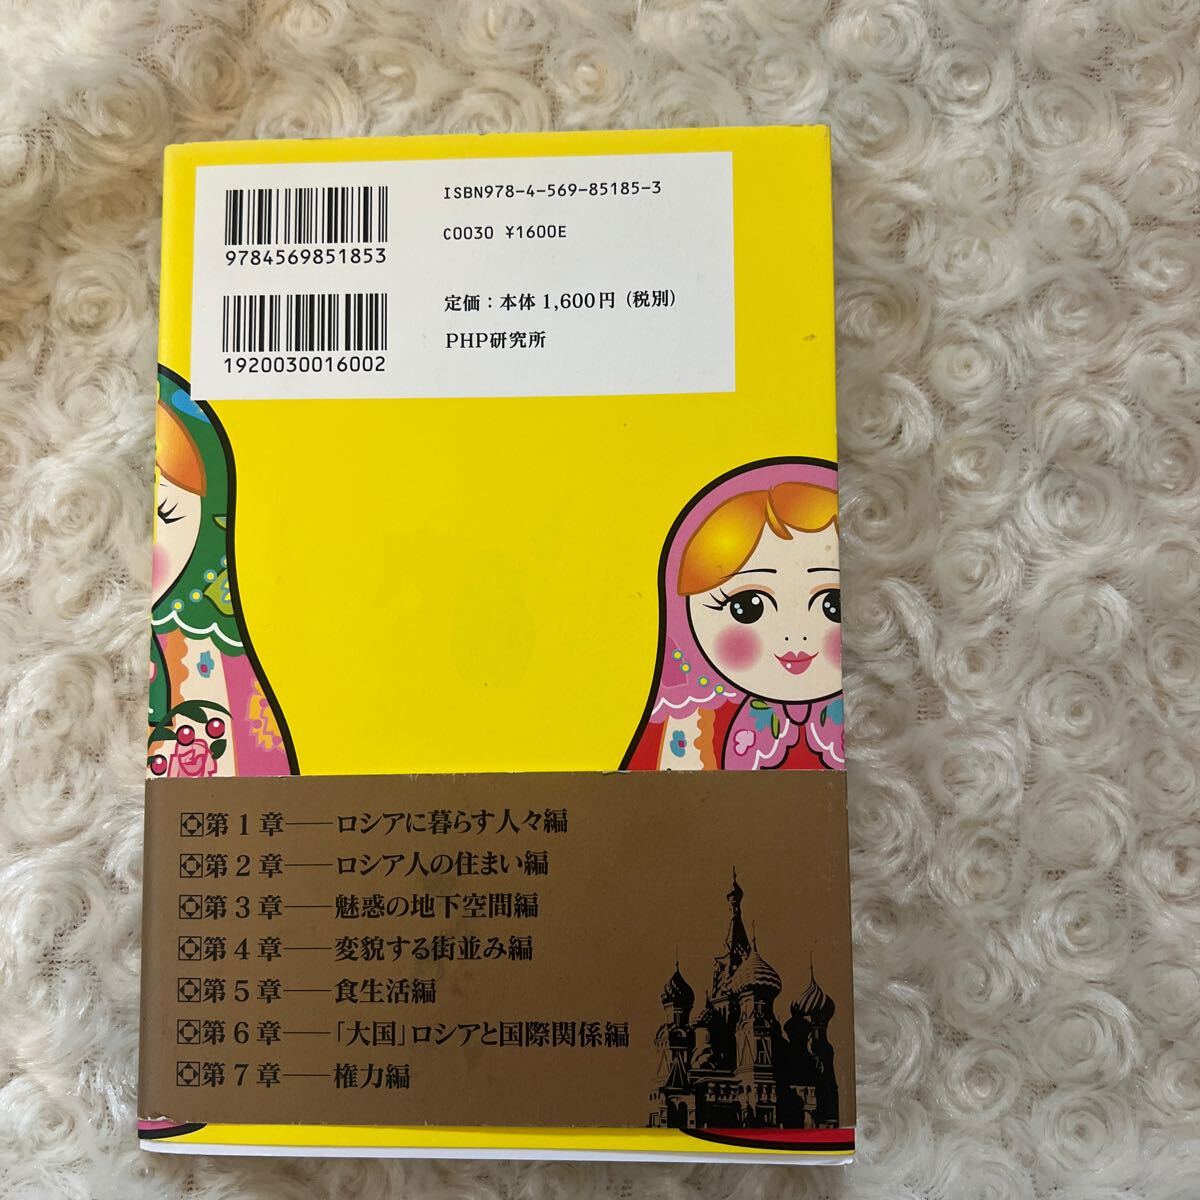 ISBN978-4-569-85185-3
C0030 ¥1600E
9784569851853
定価：本体1,600円（税別）
PHP研究所
1920030016002
第1章――ロシアに暮らす人々編
第2章――ロシア人の住まい編
第3章――魅惑の地下空間編
第4章――変貌する街並み編
第5章――食生活編
第6章――「大国」ロシアと国際関係編
第7章――権力編